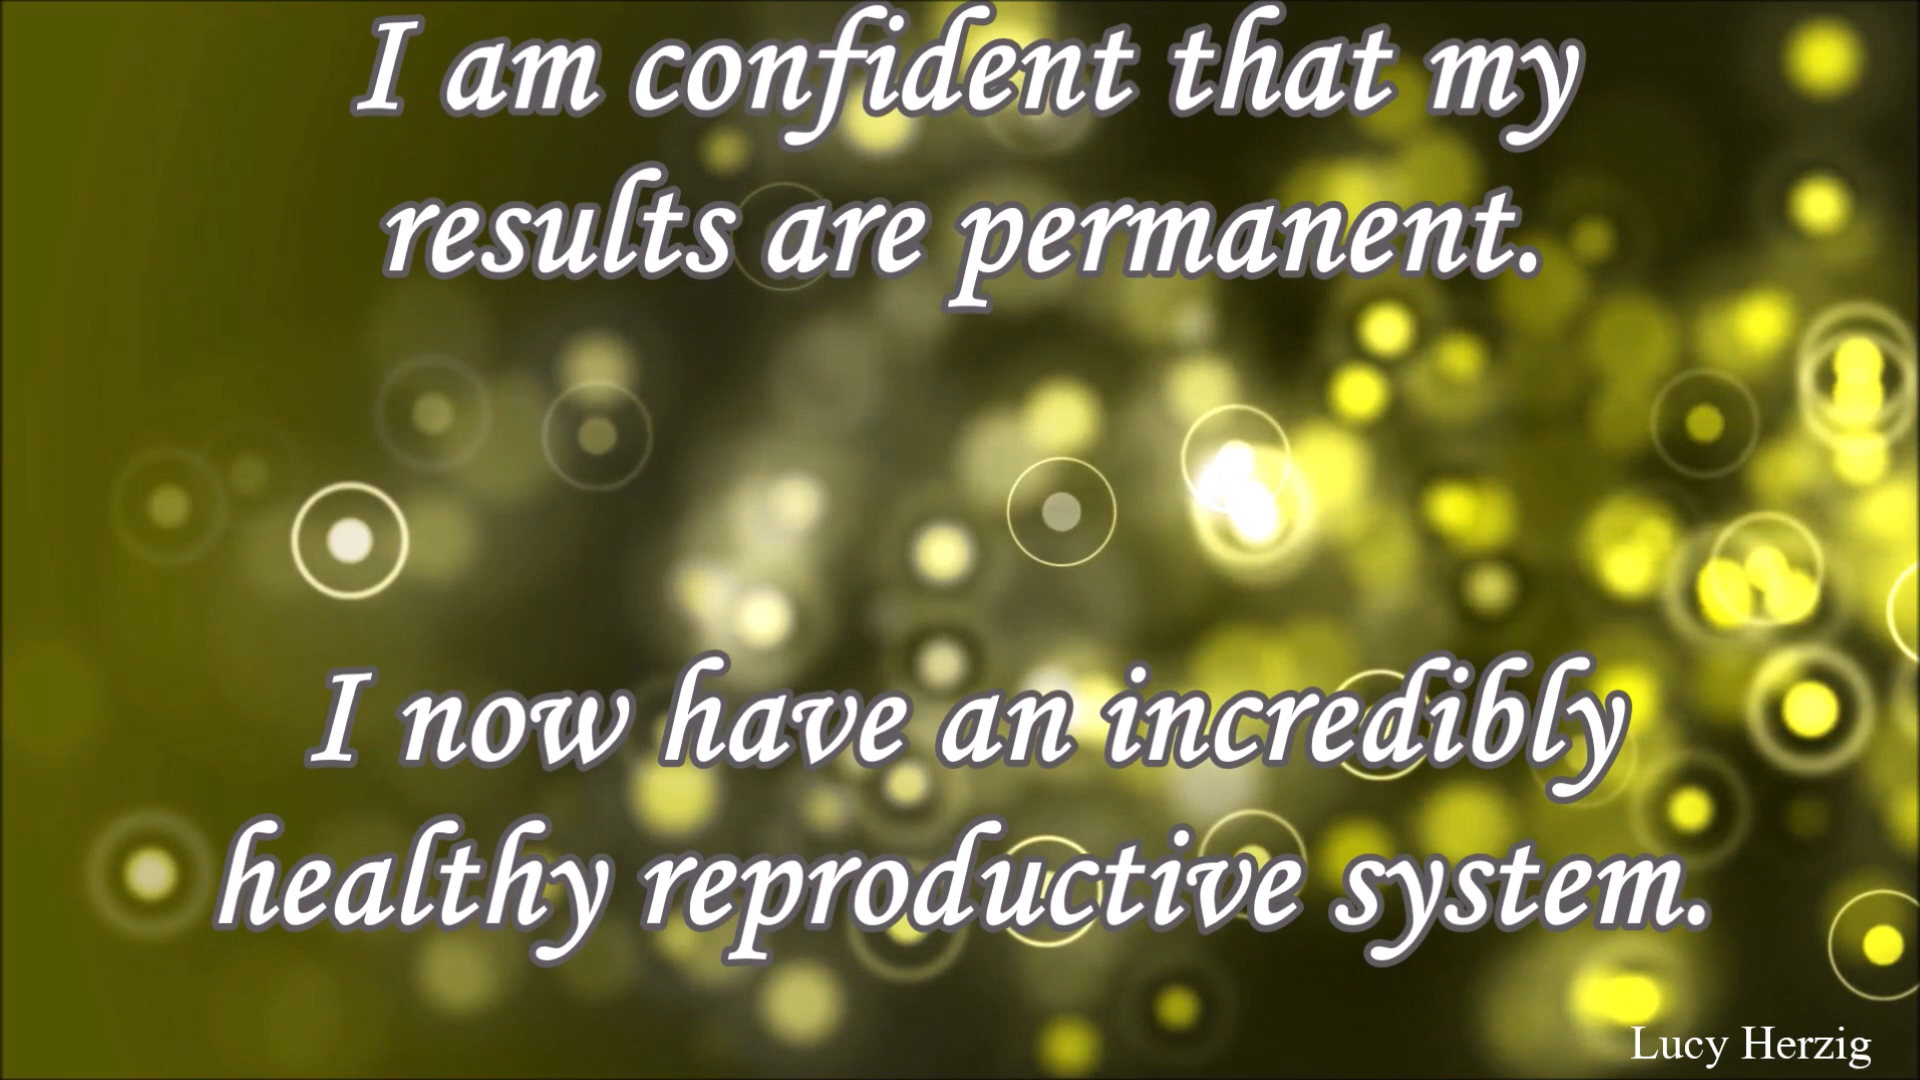 I am confident that my
results are permanent.
I now have an incredibly
healthy reproductive system.
Lucy Herzig